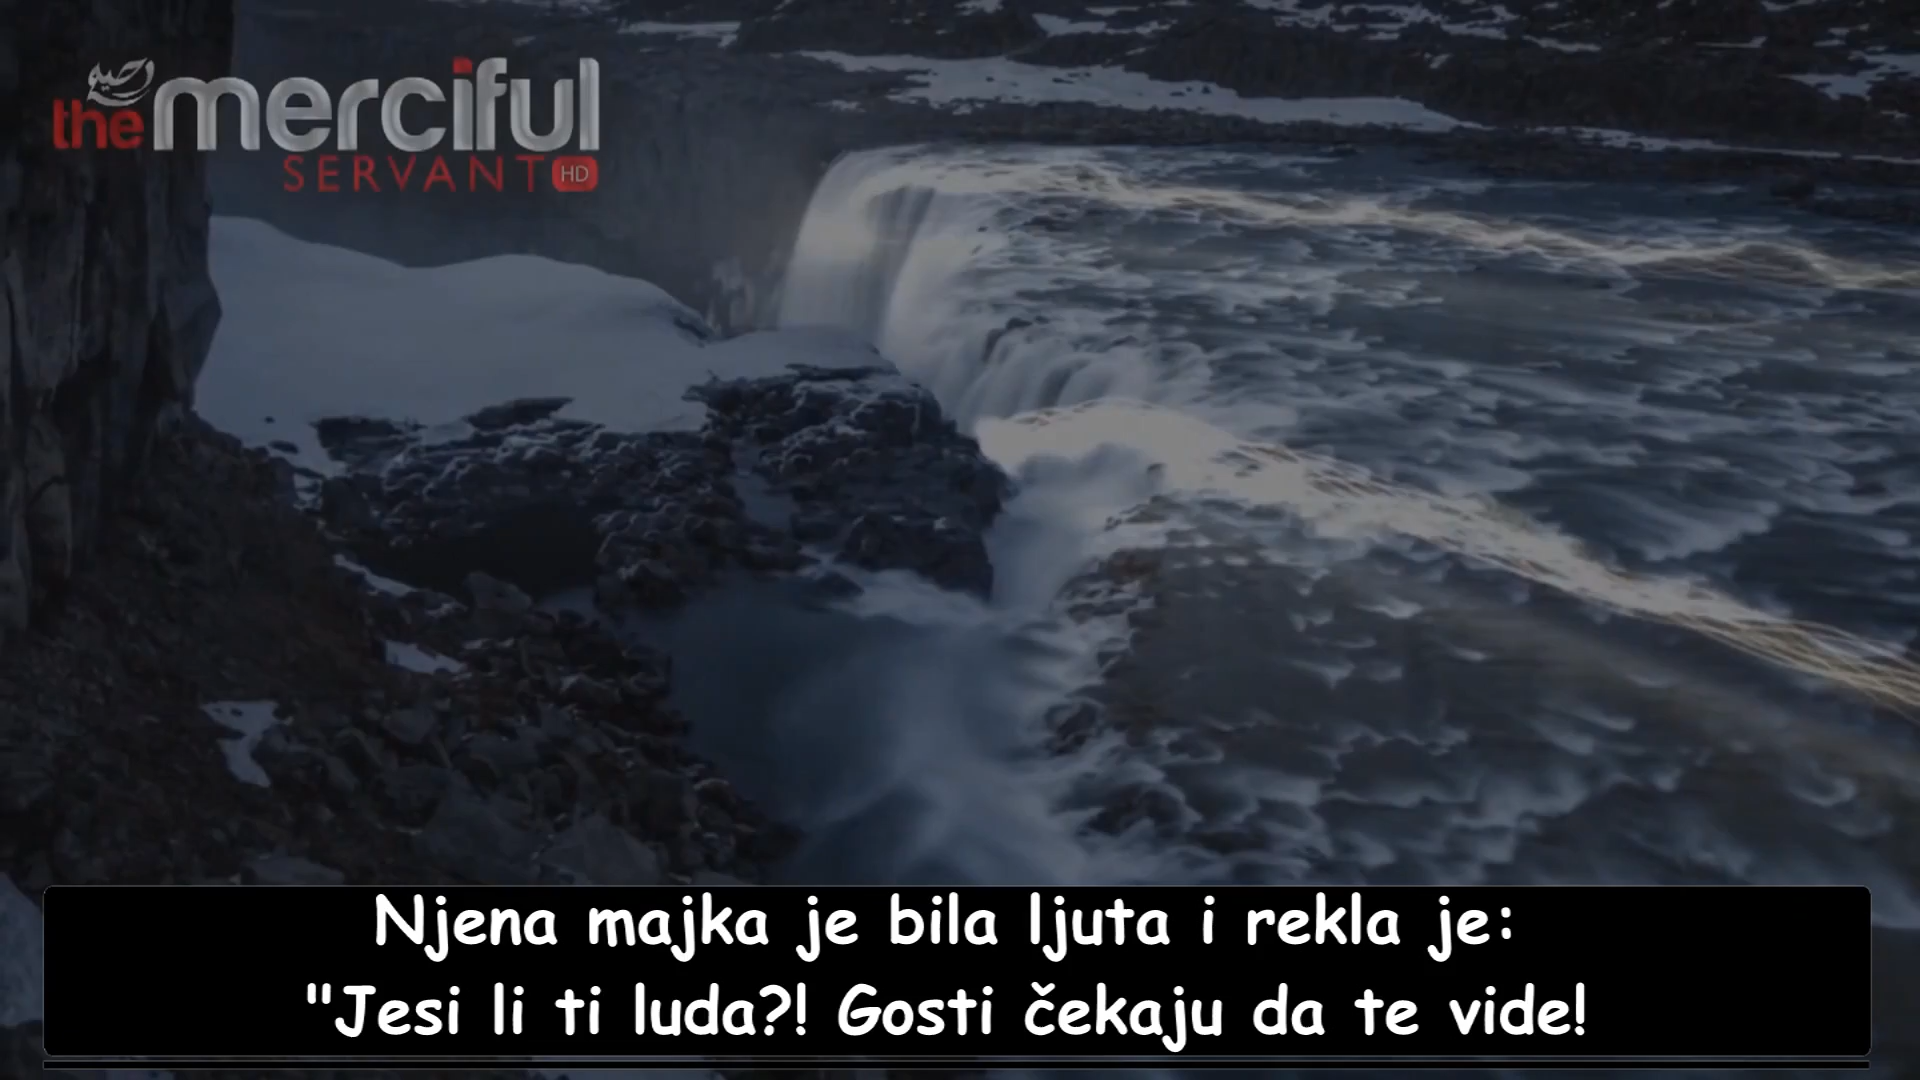 the merciful
SERVANT HD
Njena majka je bila ljuta i rekla je:
"Jesi li ti luda?! Gosti čekaju da te vide!